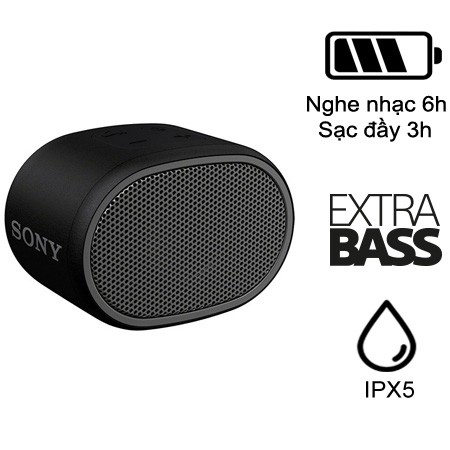 Nghe nhạc 6h
Sạc đầy 3h
SONY
EXTRA
BASS
IPX5